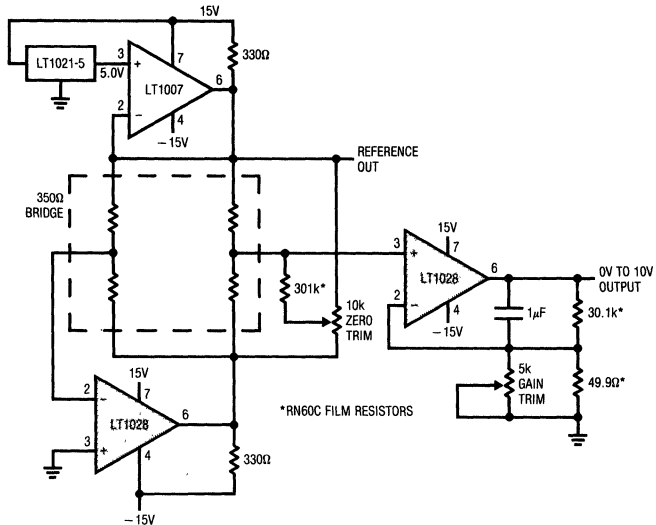 15V
330Ω
LT1021-5
5.0V
3
+
7
LT1007
6
2
−
4
−15V
REFERENCE
OUT
350Ω
BRIDGE
301k*
10k
ZERO
TRIM
15V
7
3
+
LT1028
6
2
−
4
−15V
0V TO 10V
OUTPUT
1µF
30.1k*
5k
GAIN
TRIM
49.9Ω*
15V
7
2
−
LT1028
6
3
+
4
−15V
330Ω
*RN60C FILM RESISTORS